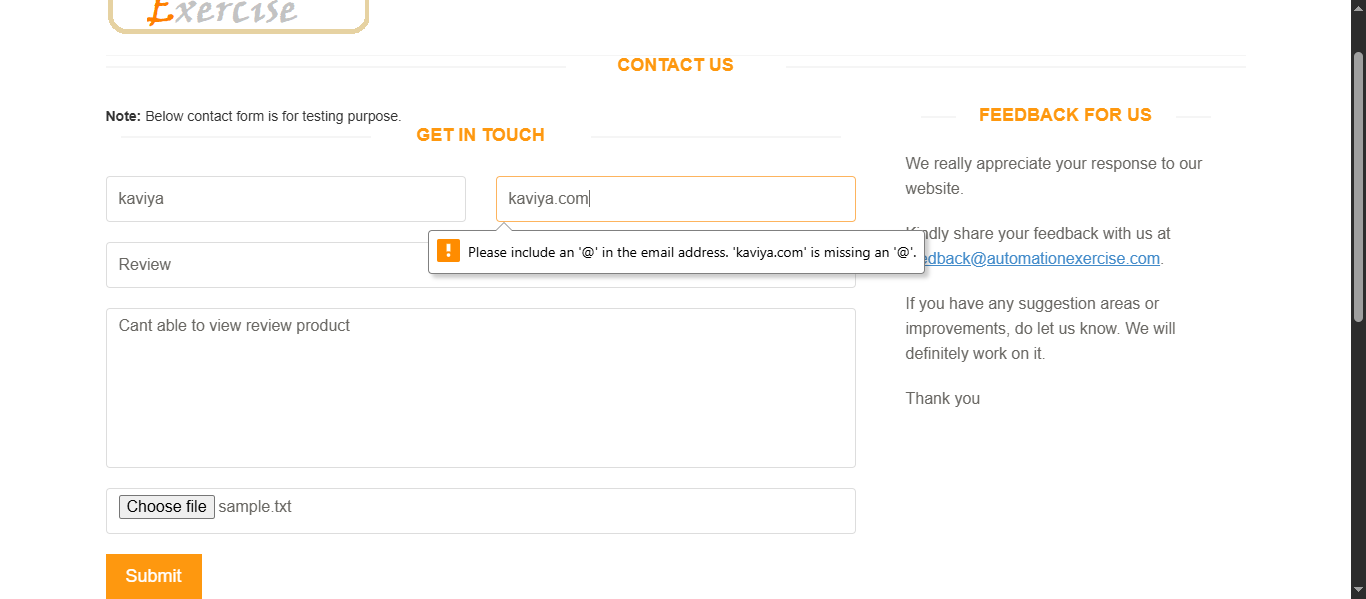 Exercise
CONTACT US
Note: Below contact form is for testing purpose.
GET IN TOUCH
kaviya
kaviya.com
Please include an '@' in the email address. 'kaviya.com' is missing an '@'.
Review
Cant able to view review product
Choose file sample.txt
Submit
FEEDBACK FOR US
We really appreciate your response to our
website.
Kindly share your feedback with us at
edback@automationexercise.com.
If you have any suggestion areas or
improvements, do let us know. We will
definitely work on it.
Thank you